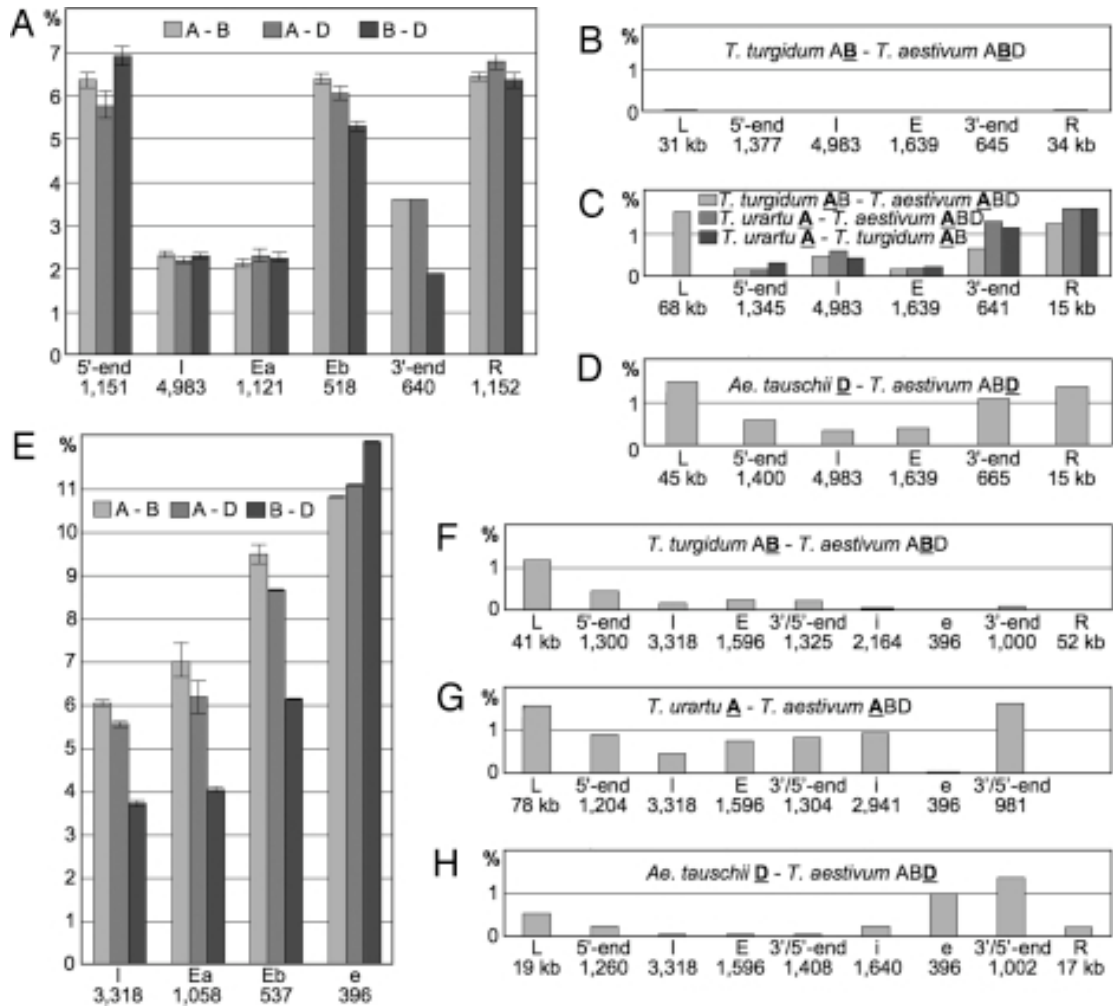 A
%
A - B A - D B - D
7
6
5
4
3
2
1
0
5'-end I Ea Eb 3'-end R
1,151 4,983 1,121 518 640 1,152
B
%
T. turgidum AB - T. aestivum ABD
1
0
L 5'-end I E 3'-end R
31 kb 1,377 4,983 1,639 645 34 kb
C
%
T. turgidum AB - T. aestivum ABD
T. urartu A - T. aestivum ABD
T. urartu A - T. turgidum AB
1
0
L 5'-end I E 3'-end R
68 kb 1,345 4,983 1,639 641 15 kb
D
%
Ae. tauschii D - T. aestivum ABD
1
0
L 5'-end I E 3'-end R
45 kb 1,400 4,983 1,639 665 15 kb
E
%
A - B A - D B - D
11
10
9
8
7
6
5
4
3
2
1
0
I Ea Eb e
3,318 1,058 537 396
F
%
T. turgidum AB - T. aestivum ABD
1
0
L 5'-end I E 3'/5'-end i e 3'-end R
41 kb 1,300 3,318 1,596 1,325 2,164 396 1,000 52 kb
G
%
T. urartu A - T. aestivum ABD
1
0
L 5'-end I E 3'/5'-end i e 3'/5'-end
78 kb 1,204 3,318 1,596 1,304 2,941 396 981
H
%
Ae. tauschii D - T. aestivum ABD
1
0
L 5'-end I E 3'/5'-end i e 3'/5'-end R
19 kb 1,260 3,318 1,596 1,408 1,640 396 1,002 17 kb